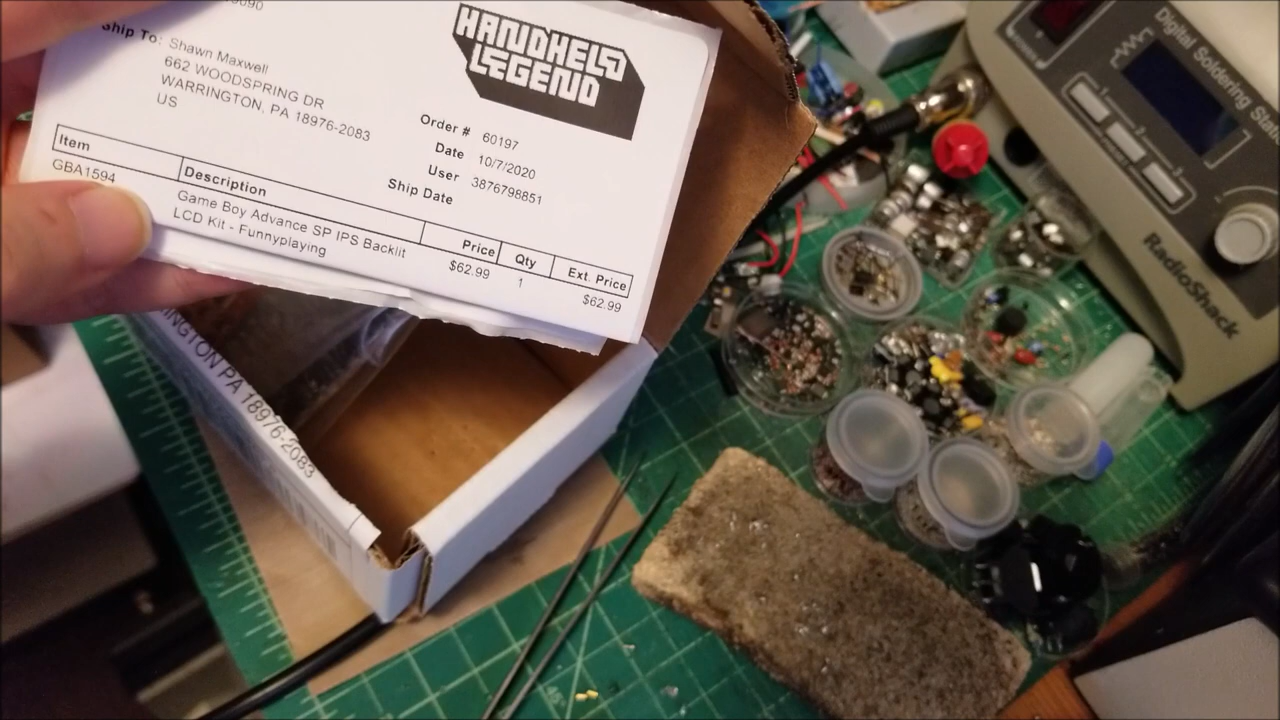 HANDHELD
LEGEND
Ship To: Shawn Maxwell
662 WOODSPRING DR
WARRINGTON, PA 18976-2083
US
Order # 60197
Date 10/7/2020
User 3876798851
Ship Date
Item Description Price Qty Ext. Price
GBA1594 Game Boy Advance SP IPS Backlit $62.99 1 $62.99
LCD Kit - Funnyplaying
INGTON PA 18976-2083
Digital Soldering Stati
RadioShack